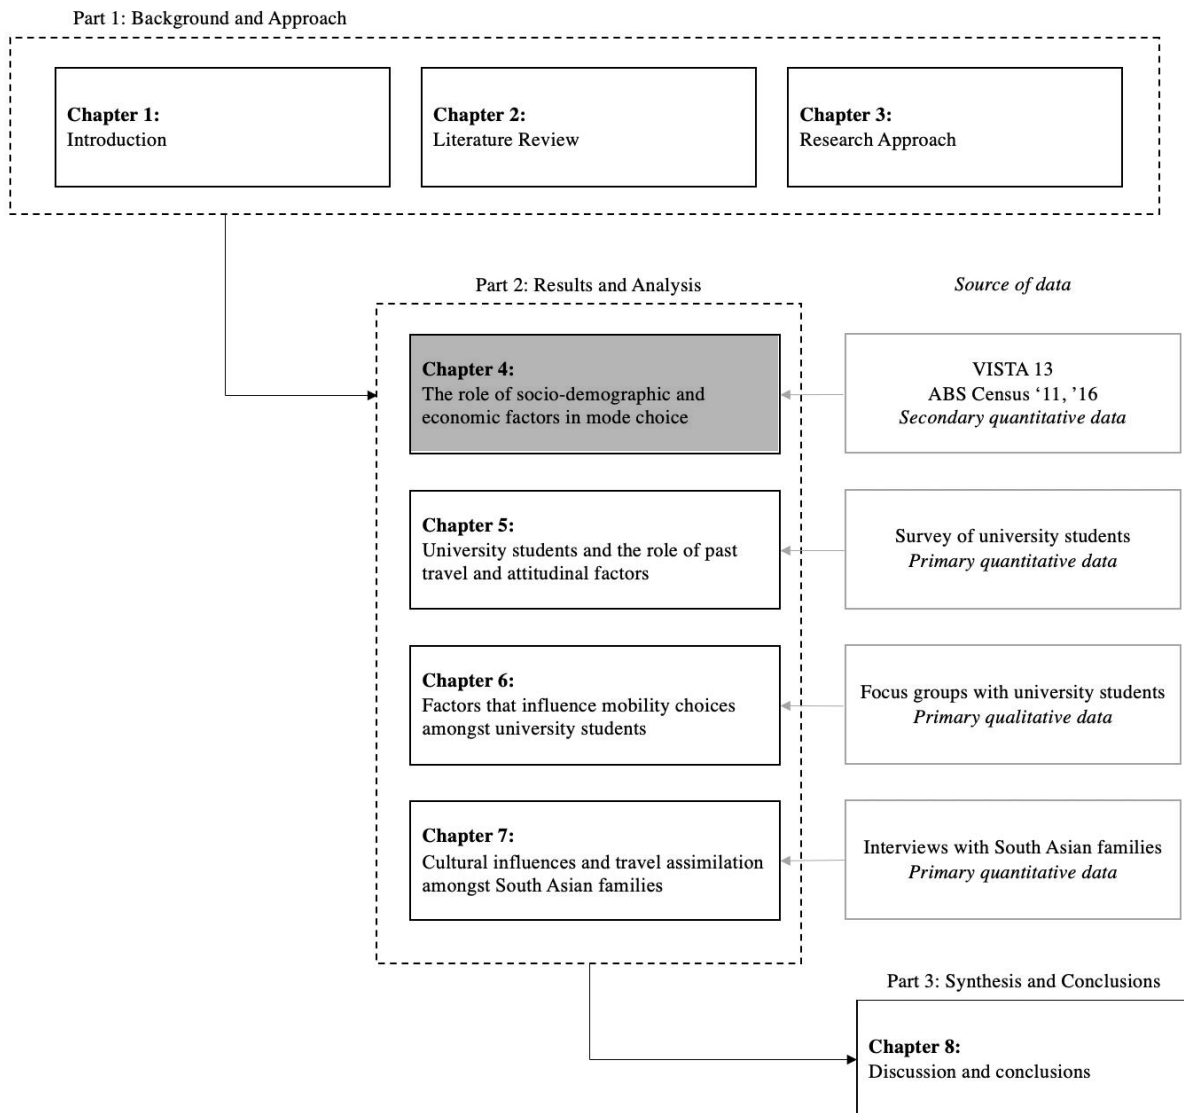 Part 1: Background and Approach
Chapter 1:
Introduction
Chapter 2:
Literature Review
Chapter 3:
Research Approach
Part 2: Results and Analysis
Source of data
Chapter 4:
The role of socio-demographic and
economic factors in mode choice
VISTA 13
ABS Census ‘11, ’16
Secondary quantitative data
Chapter 5:
University students and the role of past
travel and attitudinal factors
Survey of university students
Primary quantitative data
Chapter 6:
Factors that influence mobility choices
amongst university students
Focus groups with university students
Primary qualitative data
Chapter 7:
Cultural influences and travel assimilation
amongst South Asian families
Interviews with South Asian families
Primary quantitative data
Part 3: Synthesis and Conclusions
Chapter 8:
Discussion and conclusions